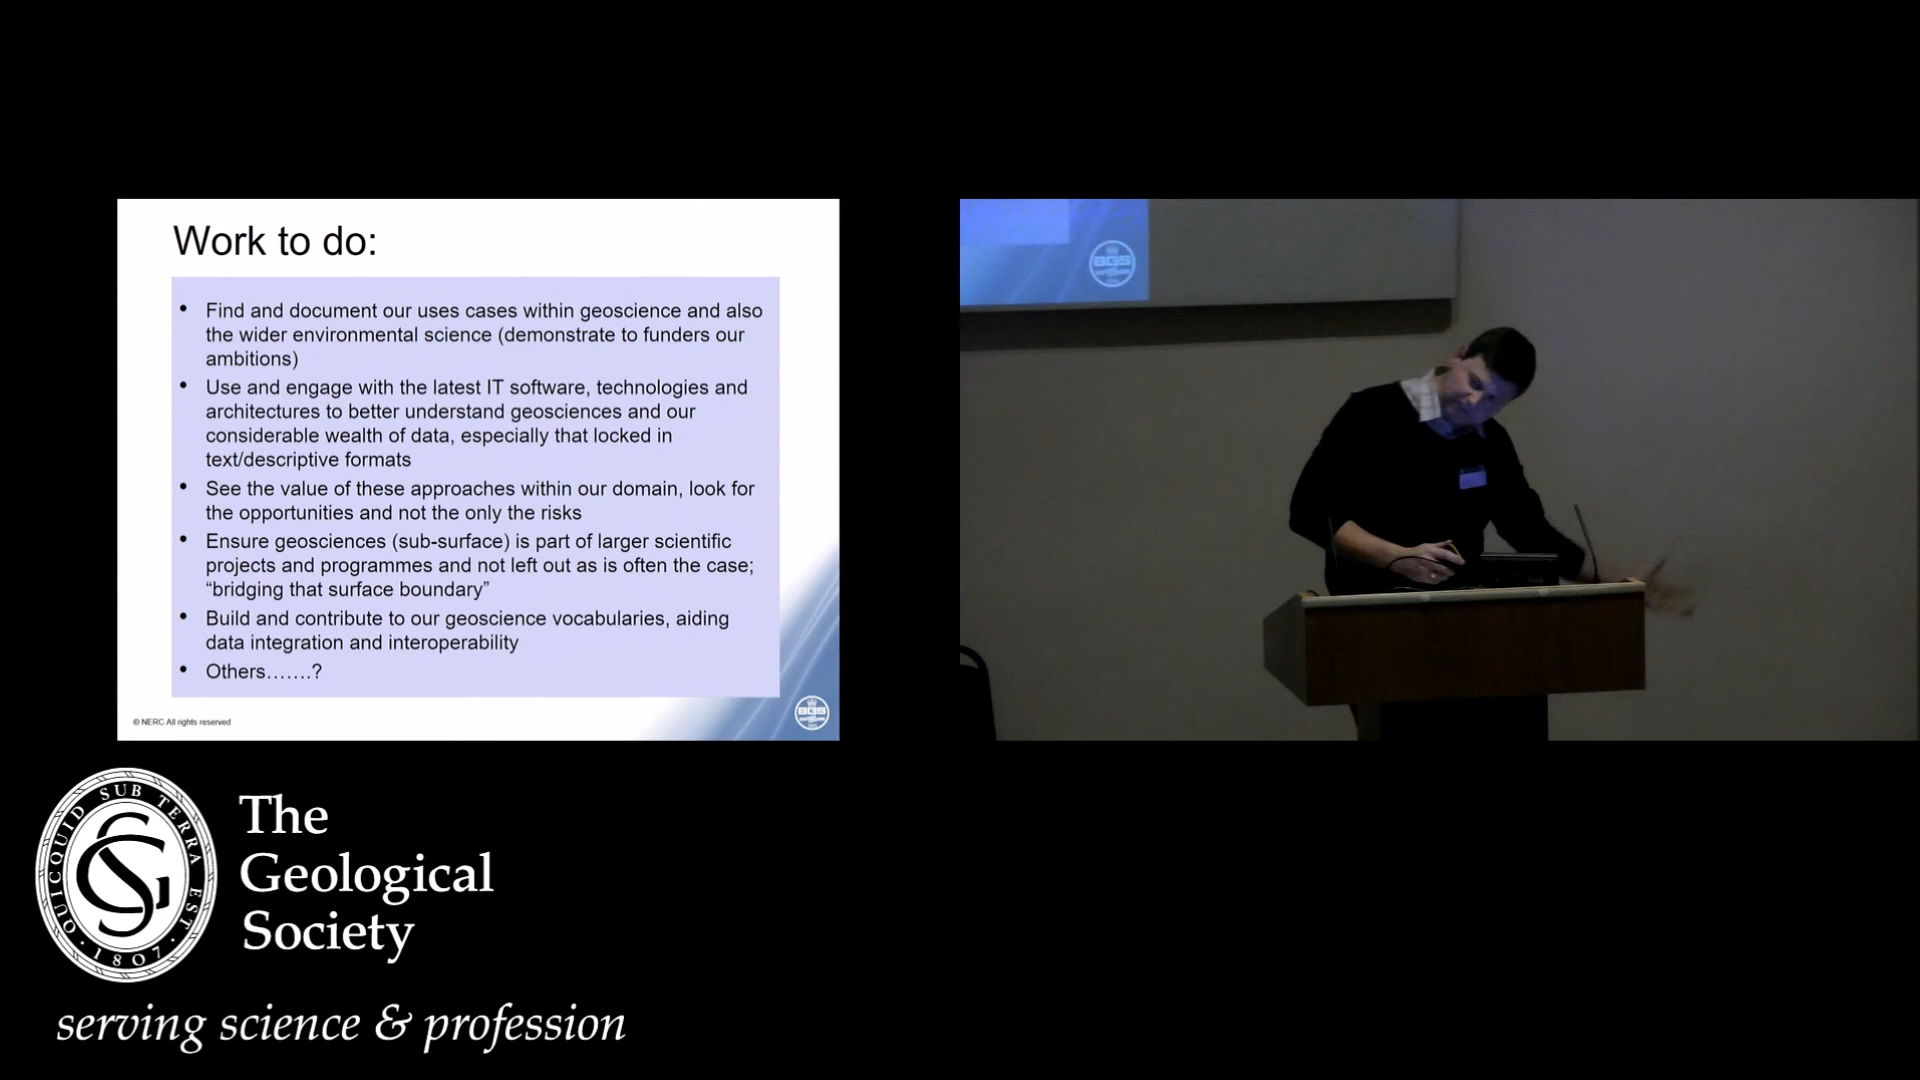 Work to do:
• Find and document our uses cases within geoscience and also
the wider environmental science (demonstrate to funders our
ambitions)
• Use and engage with the latest IT software, technologies and
architectures to better understand geosciences and our
considerable wealth of data, especially that locked in
text/descriptive formats
• See the value of these approaches within our domain, look for
the opportunities and not the only the risks
• Ensure geosciences (sub-surface) is part of larger scientific
projects and programmes and not left out as is often the case;
“bridging that surface boundary”
• Build and contribute to our geoscience vocabularies, aiding
data integration and interoperability
• Others…….?
© NERC All rights reserved
BGS
BGS
QUICQUID SUB TERRA EST
1807
GS
The
Geological
Society
serving science & profession